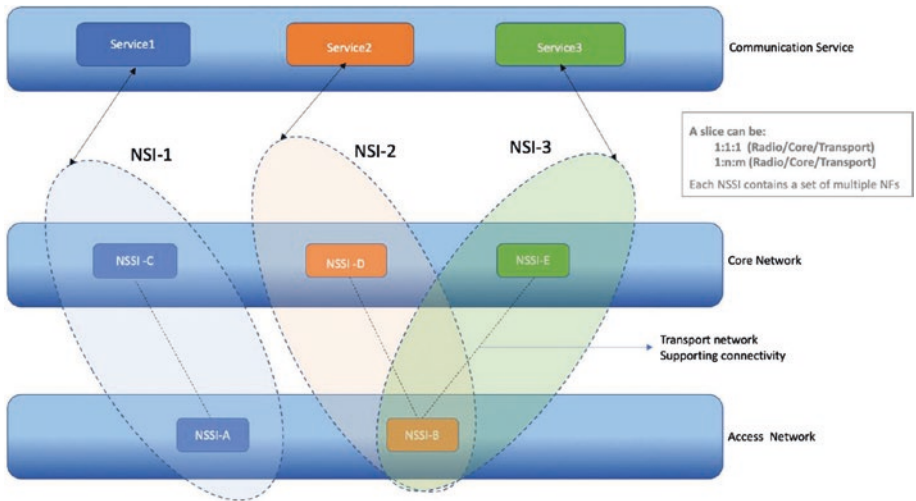 Service1
Service2
Service3
Communication Service
NSI-1
NSI-2
NSI-3
A slice can be:
1:1:1 (Radio/Core/Transport)
1:n:m (Radio/Core/Transport)
Each NSSI contains a set of multiple NFs
NSSI -C
NSSI -D
NSSI-E
Core Network
Transport network
Supporting connectivity
NSSI-A
NSSI-B
Access Network